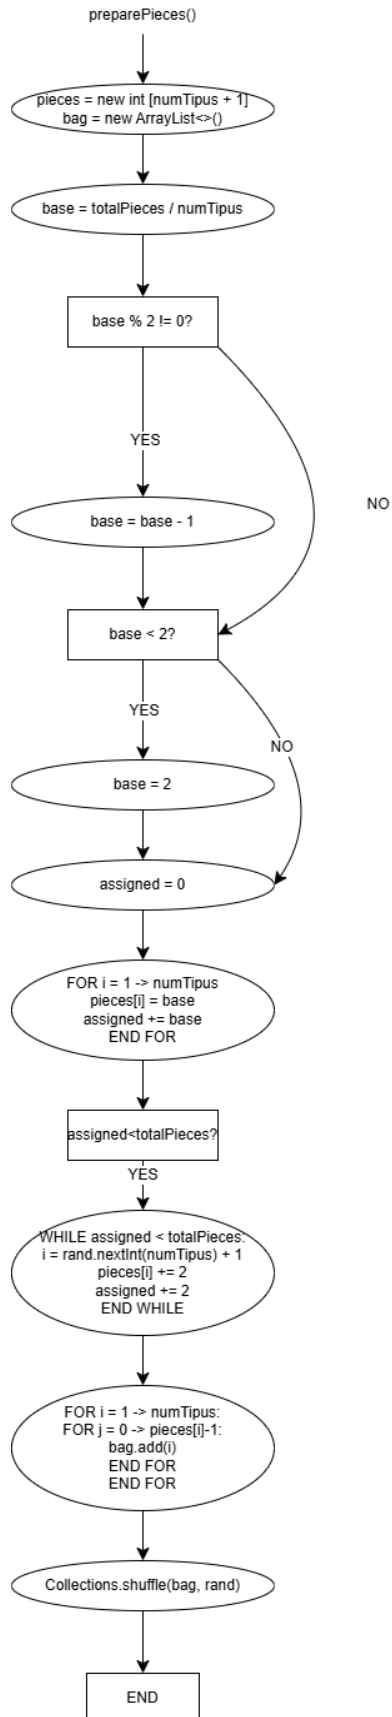 preparePieces()
pieces = new int [numTipus + 1]
bag = new ArrayList<>()
base = totalPieces / numTipus
base % 2 != 0?
YES
NO
base = base - 1
base < 2?
YES
NO
base = 2
assigned = 0
FOR i = 1 -> numTipus
pieces[i] = base
assigned += base
END FOR
assigned<totalPieces?
YES
WHILE assigned < totalPieces:
i = rand.nextInt(numTipus) + 1
pieces[i] += 2
assigned += 2
END WHILE
FOR i = 1 -> numTipus:
FOR j = 0 -> pieces[i]-1:
bag.add(i)
END FOR
END FOR
Collections.shuffle(bag, rand)
END